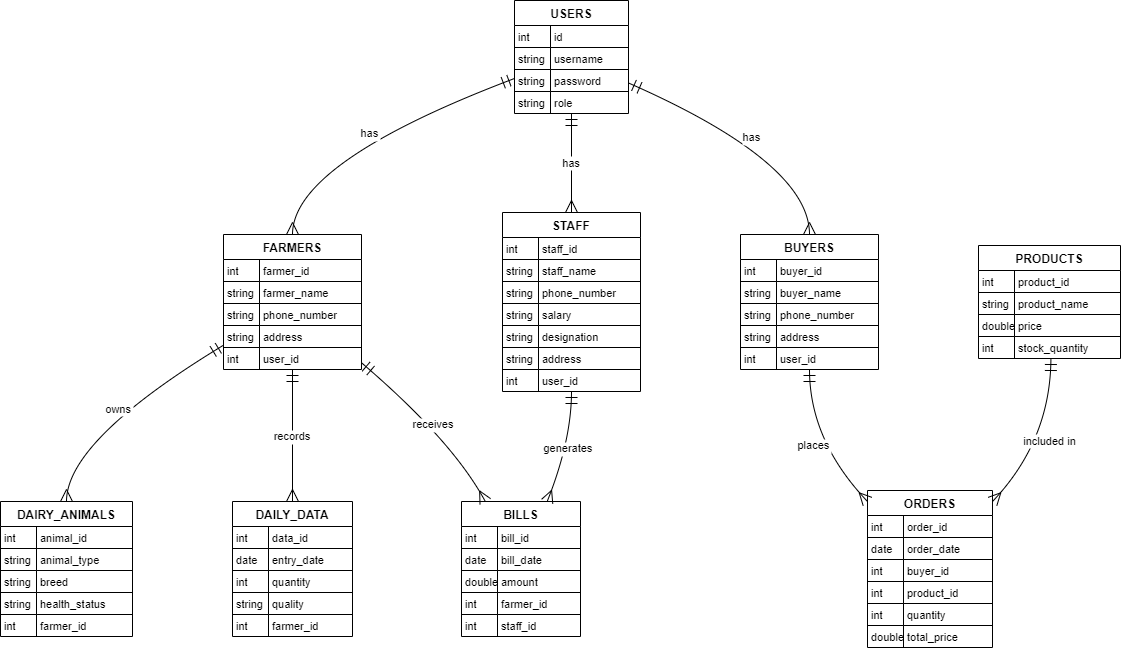 USERS
int id
string username
string password
string role
has
has
has
FARMERS
int farmer_id
string farmer_name
string phone_number
string address
int user_id
STAFF
int staff_id
string staff_name
string phone_number
string salary
string designation
string address
int user_id
BUYERS
int buyer_id
string buyer_name
string phone_number
string address
int user_id
PRODUCTS
int product_id
string product_name
double price
int stock_quantity
owns
records
receives
generates
places
included in
DAIRY_ANIMALS
int animal_id
string animal_type
string breed
string health_status
int farmer_id
DAILY_DATA
int data_id
date entry_date
int quantity
string quality
int farmer_id
BILLS
int bill_id
date bill_date
double amount
int farmer_id
int staff_id
ORDERS
int order_id
date order_date
int buyer_id
int product_id
int quantity
double total_price